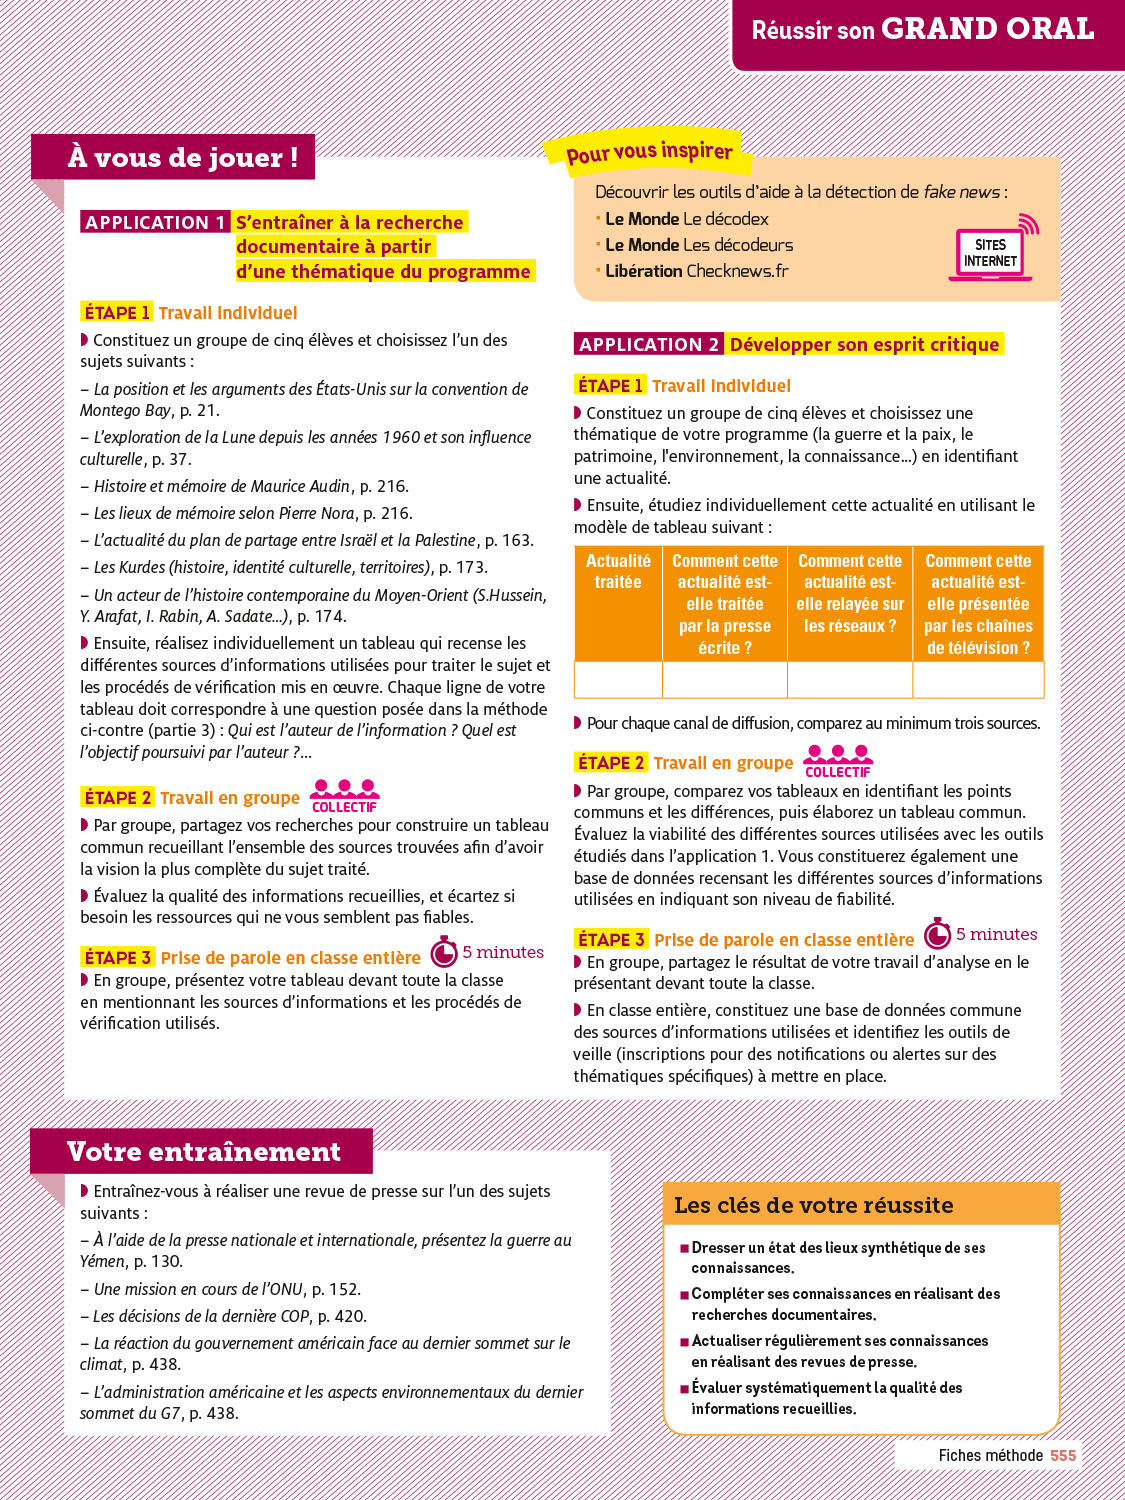 Réussir son GRAND ORAL
À vous de jouer !
APPLICATION 1 S'entraîner à la recherche
documentaire à partir
d'une thématique du programme
ÉTAPE 1 Travail individuel
◗ Constituez un groupe de cinq élèves et choisissez l'un des
sujets suivants :
– La position et les arguments des États-Unis sur la convention de
Montego Bay, p. 21.
– L'exploration de la Lune depuis les années 1960 et son influence
culturelle, p. 37.
– Histoire et mémoire de Maurice Audin, p. 216.
– Les lieux de mémoire selon Pierre Nora, p. 216.
– L'actualité du plan de partage entre Israël et la Palestine, p. 163.
– Les Kurdes (histoire, identité culturelle, territoires), p. 173.
– Un acteur de l'histoire contemporaine du Moyen-Orient (S.Hussein,
Y. Arafat, I. Rabin, A. Sadate…), p. 174.
◗ Ensuite, réalisez individuellement un tableau qui recense les
différentes sources d'informations utilisées pour traiter le sujet et
les procédés de vérification mis en œuvre. Chaque ligne de votre
tableau doit correspondre à une question posée dans la méthode
ci-contre (partie 3) : Qui est l'auteur de l'information ? Quel est
l'objectif poursuivi par l'auteur ?…
ÉTAPE 2 Travail en groupe
COLLECTIF
◗ Par groupe, partagez vos recherches pour construire un tableau
commun recueillant l'ensemble des sources trouvées afin d'avoir
la vision la plus complète du sujet traité.
◗ Évaluez la qualité des informations recueillies, et écartez si
besoin les ressources qui ne vous semblent pas fiables.
ÉTAPE 3 Prise de parole en classe entière 5 minutes
◗ En groupe, présentez votre tableau devant toute la classe
en mentionnant les sources d'informations et les procédés de
vérification utilisés.
Pour vous inspirer
Découvrir les outils d'aide à la détection de fake news :
• Le Monde Le décodex
• Le Monde Les décodeurs
• Libération Checknews.fr
SITES
INTERNET
APPLICATION 2 Développer son esprit critique
ÉTAPE 1 Travail individuel
◗ Constituez un groupe de cinq élèves et choisissez une
thématique de votre programme (la guerre et la paix, le
patrimoine, l'environnement, la connaissance…) en identifiant
une actualité.
◗ Ensuite, étudiez individuellement cette actualité en utilisant le
modèle de tableau suivant :
Actualité
traitée
Comment cette
actualité est-
elle traitée
par la presse
écrite ?
Comment cette
actualité est-
elle relayée sur
les réseaux ?
Comment cette
actualité est-
elle présentée
par les chaînes
de télévision ?
◗ Pour chaque canal de diffusion, comparez au minimum trois sources.
ÉTAPE 2 Travail en groupe
COLLECTIF
◗ Par groupe, comparez vos tableaux en identifiant les points
communs et les différences, puis élaborez un tableau commun.
Évaluez la viabilité des différentes sources utilisées avec les outils
étudiés dans l'application 1. Vous constituerez également une
base de données recensant les différentes sources d'informations
utilisées en indiquant son niveau de fiabilité.
ÉTAPE 3 Prise de parole en classe entière 5 minutes
◗ En groupe, partagez le résultat de votre travail d'analyse en le
présentant devant toute la classe.
◗ En classe entière, constituez une base de données commune
des sources d'informations utilisées et identifiez les outils de
veille (inscriptions pour des notifications ou alertes sur des
thématiques spécifiques) à mettre en place.
Votre entraînement
◗ Entraînez-vous à réaliser une revue de presse sur l'un des sujets
suivants :
– À l'aide de la presse nationale et internationale, présentez la guerre au
Yémen, p. 130.
– Une mission en cours de l'ONU, p. 152.
– Les décisions de la dernière COP, p. 420.
– La réaction du gouvernement américain face au dernier sommet sur le
climat, p. 438.
– L'administration américaine et les aspects environnementaux du dernier
sommet du G7, p. 438.
Les clés de votre réussite
■ Dresser un état des lieux synthétique de ses
connaissances.
■ Compléter ses connaissances en réalisant des
recherches documentaires.
■ Actualiser régulièrement ses connaissances
en réalisant des revues de presse.
■ Évaluer systématiquement la qualité des
informations recueillies.
Fiches méthode 555